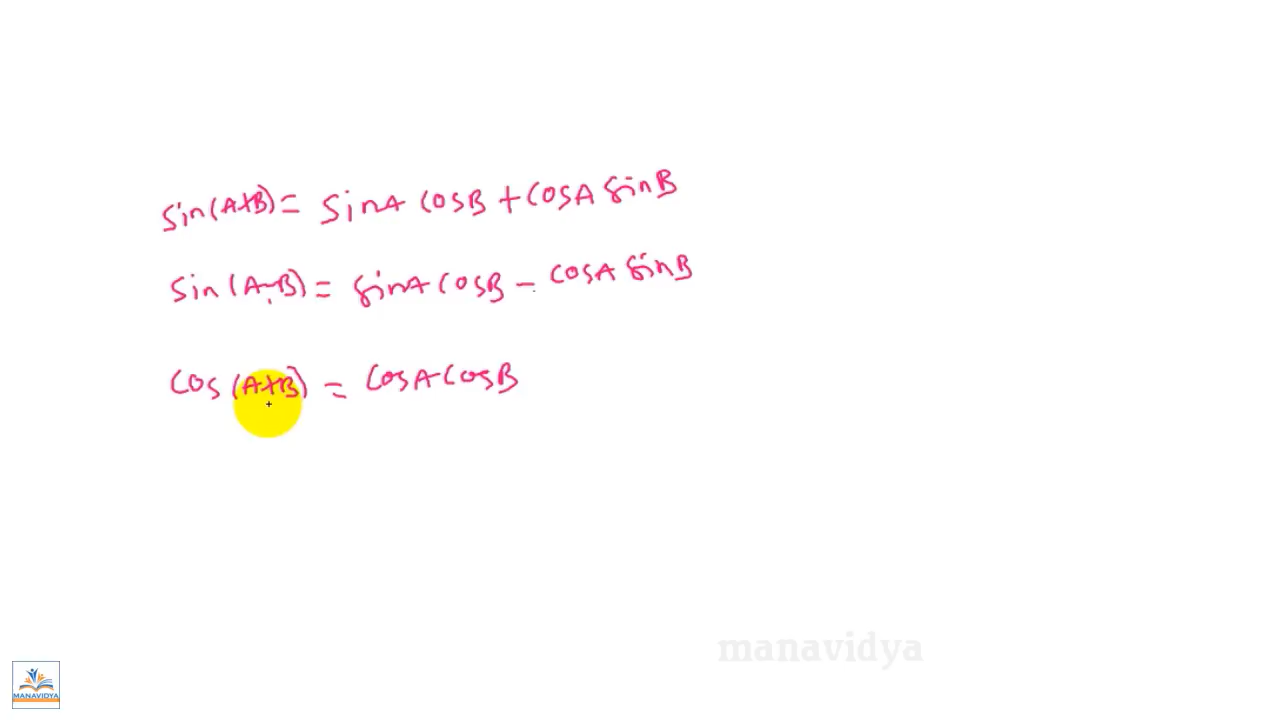 sin(A+B) = sinA cosB + cosA sinB
sin(A-B) = sinA cosB - cosA sinB
cos(A+B) = cosA cosB
manavidya
MANAVIDYA